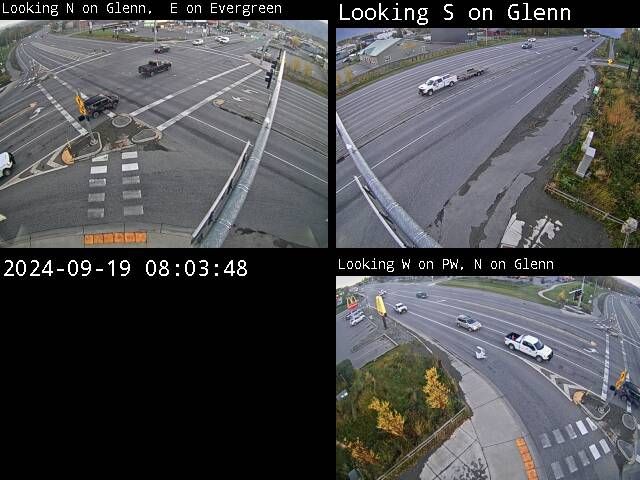 Looking N on Glenn,  E on Evergreen
Looking S on Glenn
2024-09-19 08:03:48
Looking W on PW, N on Glenn